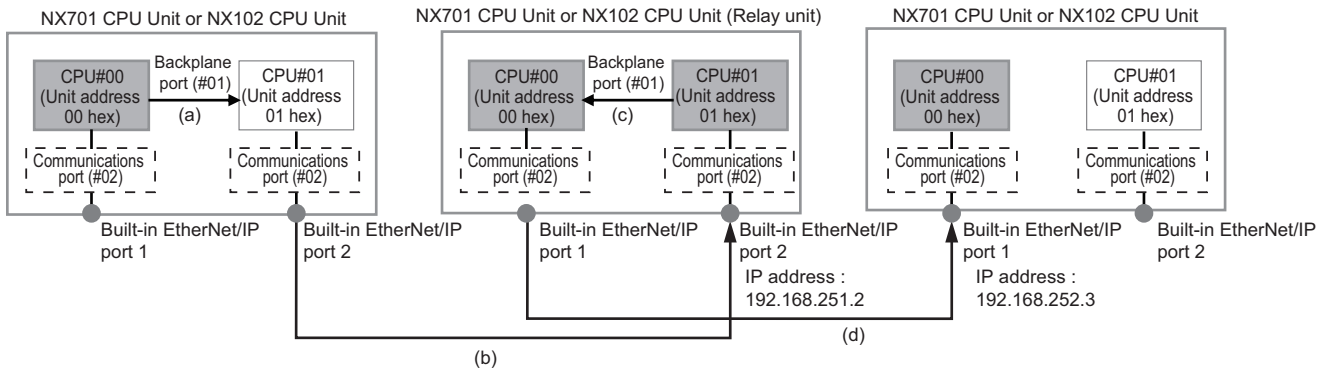 NX701 CPU Unit or NX102 CPU Unit
CPU#00
(Unit address
00 hex)
Backplane
port (#01)
(a)
CPU#01
(Unit address
01 hex)
Communications
port (#02)
Communications
port (#02)
Built-in EtherNet/IP
port 1
Built-in EtherNet/IP
port 2
NX701 CPU Unit or NX102 CPU Unit (Relay unit)
CPU#00
(Unit address
00 hex)
Backplane
port (#01)
(c)
CPU#01
(Unit address
01 hex)
Communications
port (#02)
Communications
port (#02)
Built-in EtherNet/IP
port 1
Built-in EtherNet/IP
port 2
IP address :
192.168.251.2
NX701 CPU Unit or NX102 CPU Unit
CPU#00
(Unit address
00 hex)
CPU#01
(Unit address
01 hex)
Communications
port (#02)
Communications
port (#02)
Built-in EtherNet/IP
port 1
IP address :
192.168.252.3
Built-in EtherNet/IP
port 2
(b)
(d)